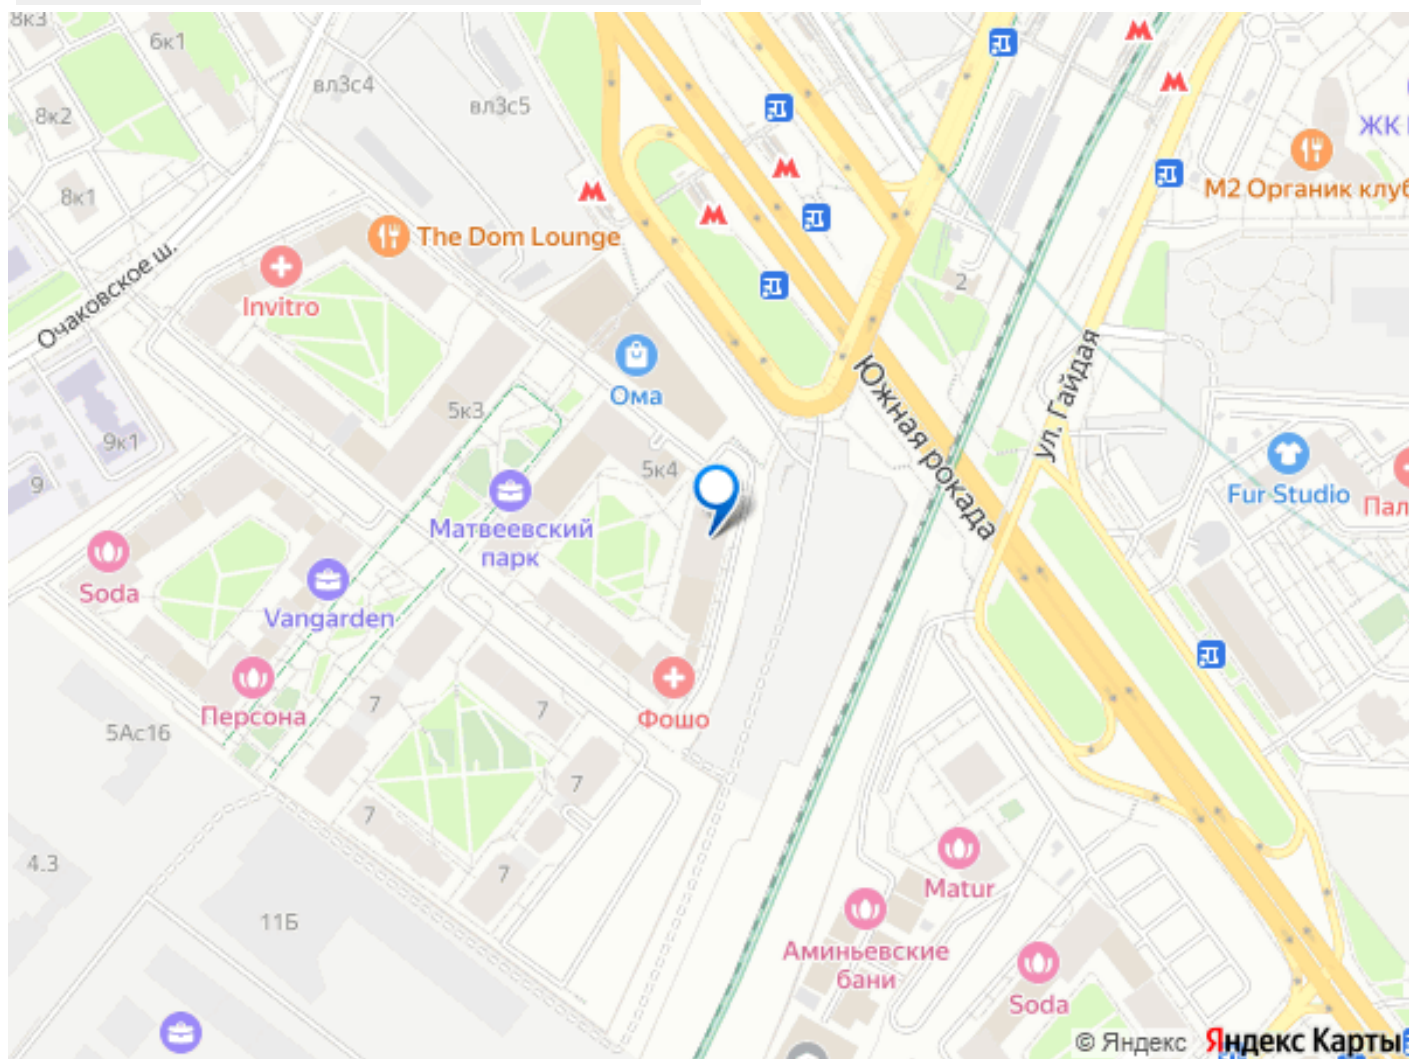 8к3
6к1
вл3с4
вл3с5
8к2
8к1
ЖК
М2 Органик клуб
The Dom Lounge
Invitro
Очаковское ш.
2
Ома
Южная рокада
ул. Гайдая
5к3
9к1
9
5к4
Матвеевский
парк
Fur Studio
Пал
Soda
Vangarden
Персона
Фошо
5Ас16
7
7
7
7
7
4.3
11Б
Matur
Аминьевские
бани
Soda
© Яндекс
Яндекс Карты